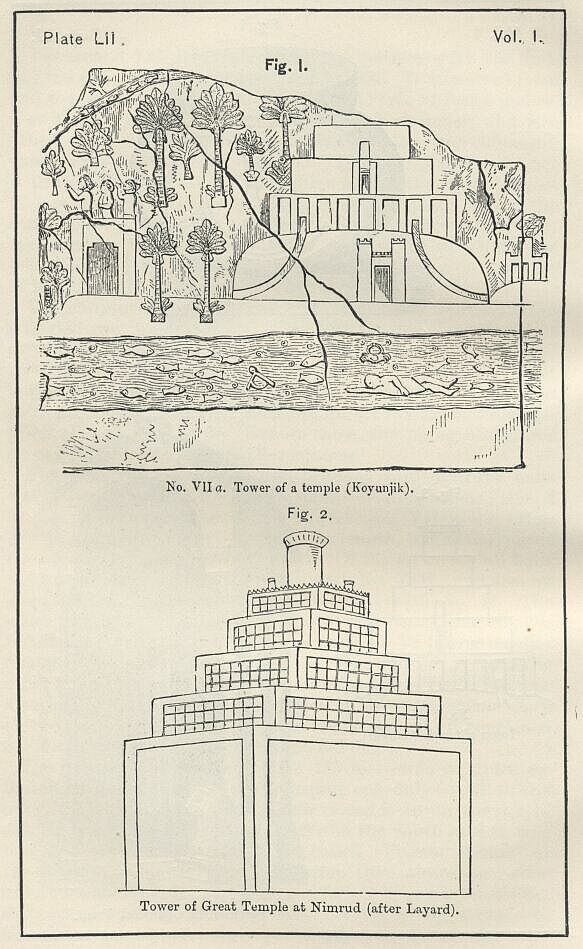 Plate LII.
Vol. I.
Fig. 1.
No. VII a. Tower of a temple (Koyunjik).
Fig. 2.
Tower of Great Temple at Nimrud (after Layard).